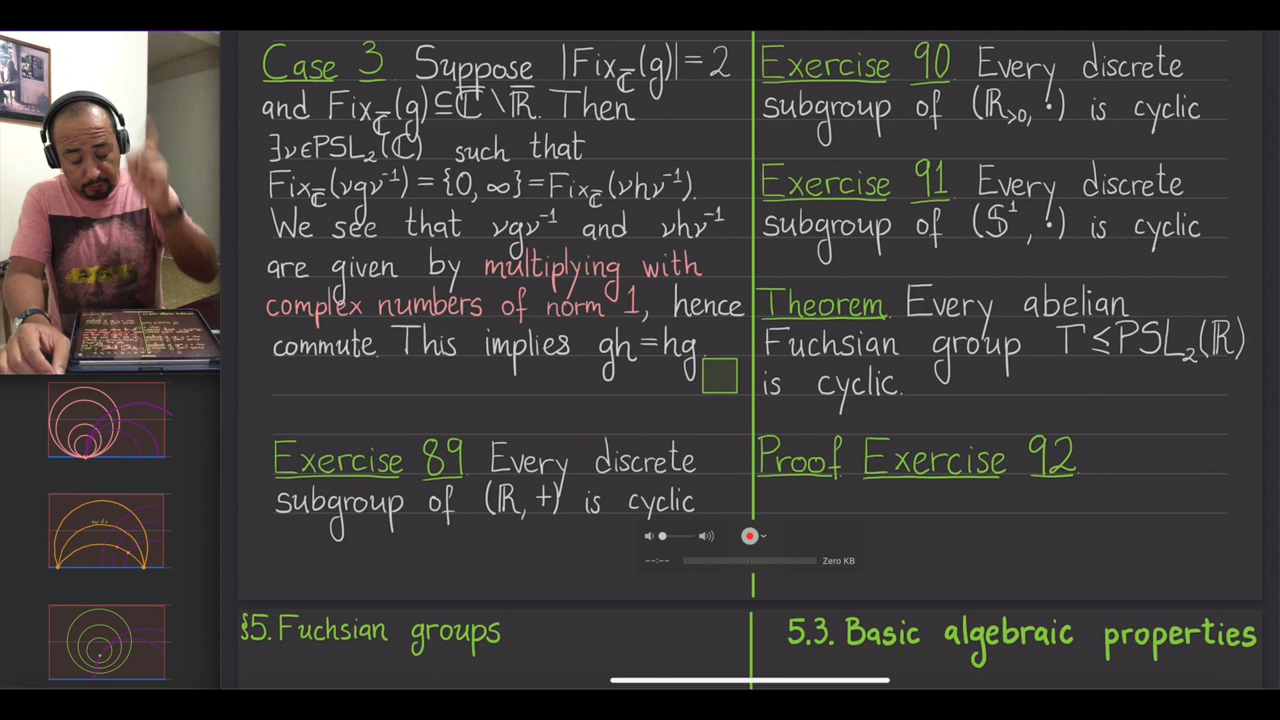 Case 3 Suppose |Fix_ℂ̅(g)| = 2
and Fix_ℂ̅(g) ⊆ ℂ \ ℝ. Then
∃ν∈PSL₂(ℂ) such that
Fix_ℂ̅(νgν⁻¹) = {0, ∞} = Fix_ℂ̅(νhν⁻¹).
We see that νgν⁻¹ and νhν⁻¹
are given by multiplying with
complex numbers of norm 1, hence
commute. This implies gh = hg.
Exercise 89 Every discrete
subgroup of (ℝ, +) is cyclic
Exercise 90 Every discrete
subgroup of (ℝ_>0, ·) is cyclic
Exercise 91 Every discrete
subgroup of (𝕊¹, ·) is cyclic
Theorem. Every abelian
Fuchsian group Γ ≤ PSL₂(ℝ)
is cyclic.
Proof Exercise 92
--:-- Zero KB
§5. Fuchsian groups
5.3. Basic algebraic properties